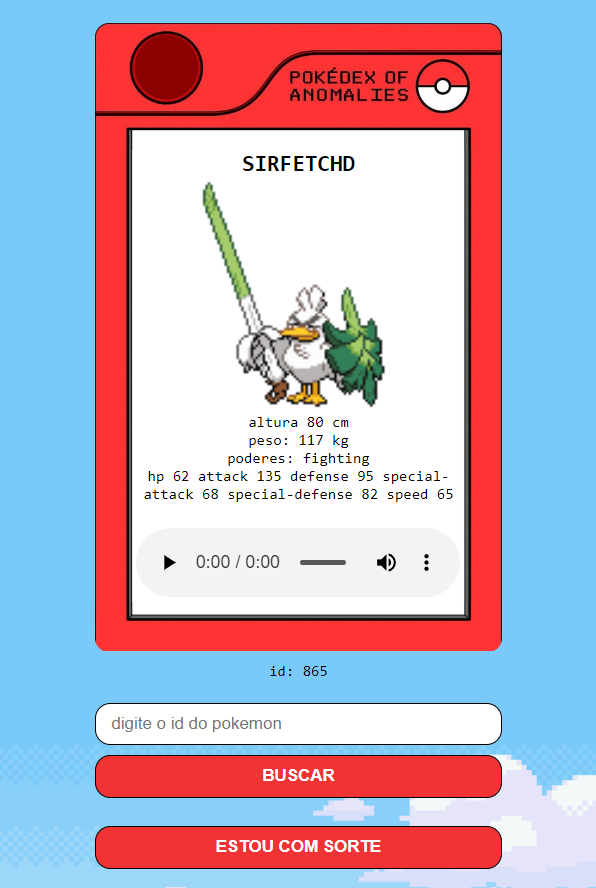 POKÉDEX OF
ANOMALIES
SIRFETCHD
altura 80 cm
peso: 117 kg
poderes: fighting
hp 62 attack 135 defense 95 special-
attack 68 special-defense 82 speed 65
0:00 / 0:00
id: 865
digite o id do pokemon
BUSCAR
ESTOU COM SORTE